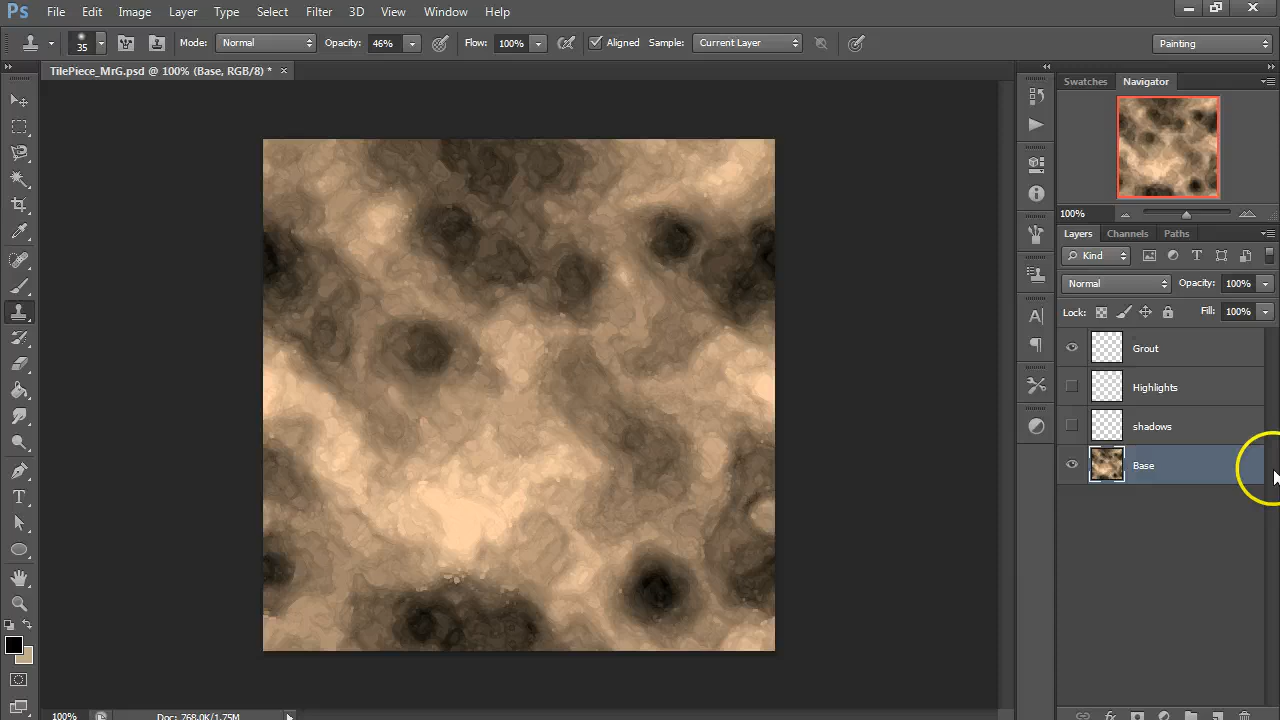 Ps File Edit Image Layer Type Select Filter 3D View Window Help
35 Mode: Normal Opacity: 46% Flow: 100% Aligned Sample: Current Layer Painting
TilePiece_MrG.psd @ 100% (Base, RGB/8) * ×
Swatches Navigator
100%
Layers Channels Paths
Kind
Normal Opacity: 100%
Lock: Fill: 100%
Grout
Highlights
shadows
Base
100% Doc: 768.0K/1.75M